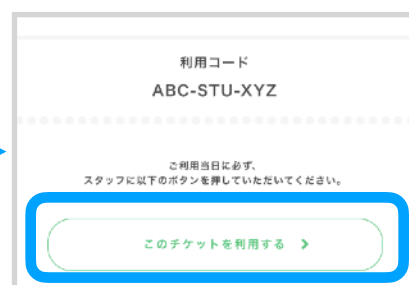 利用コード
ABC-STU-XYZ
ご利用当日に必ず、
スタッフに以下のボタンを押していただいてください。
このチケットを利用する